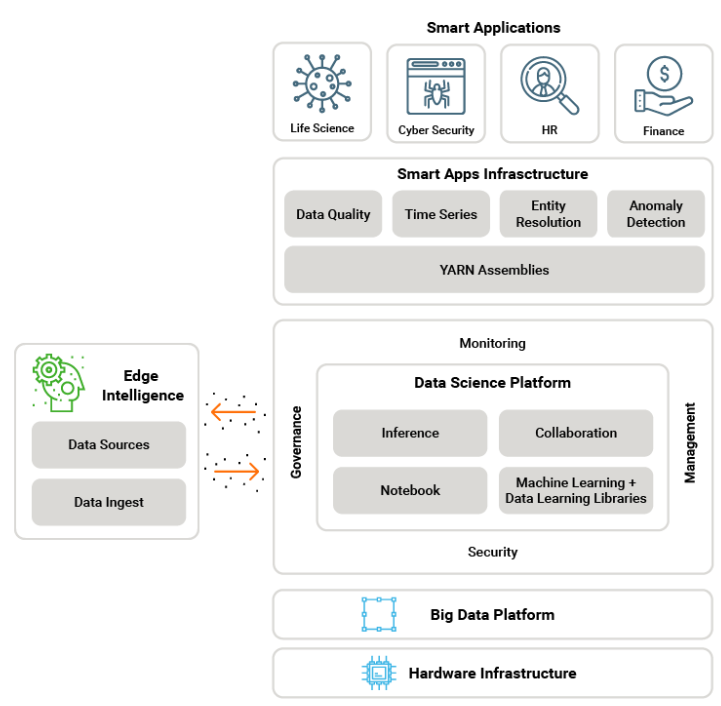 Smart Applications
Life Science
Cyber Security
HR
$
Finance
Smart Apps Infrasctructure
Data Quality
Time Series
Entity
Resolution
Anomaly
Detection
YARN Assemblies
Edge
Intelligence
Data Sources
Data Ingest
Monitoring
Governance
Data Science Platform
Inference
Collaboration
Notebook
Machine Learning +
Data Learning Libraries
Management
Security
Big Data Platform
Hardware Infrastructure